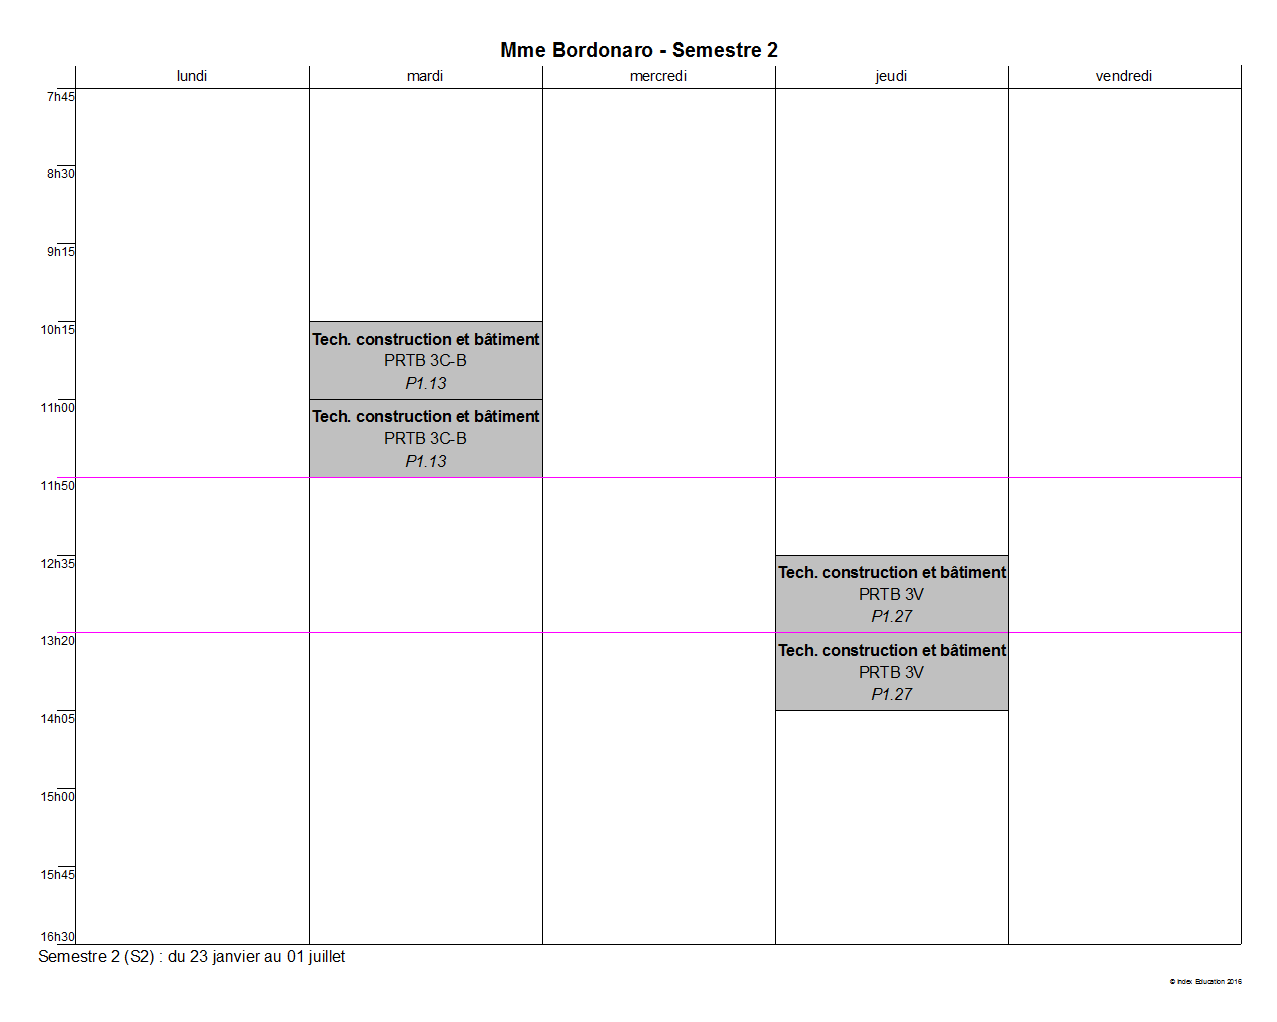 Mme Bordonaro - Semestre 2
lundi mardi mercredi jeudi vendredi
7h45
8h30
9h15
10h15
Tech. construction et bâtiment
PRTB 3C-B
P1.13
11h00
Tech. construction et bâtiment
PRTB 3C-B
P1.13
11h50
12h35
Tech. construction et bâtiment
PRTB 3V
P1.27
13h20
Tech. construction et bâtiment
PRTB 3V
P1.27
14h05
15h00
15h45
16h30
Semestre 2 (S2) : du 23 janvier au 01 juillet
© Index Education 2016